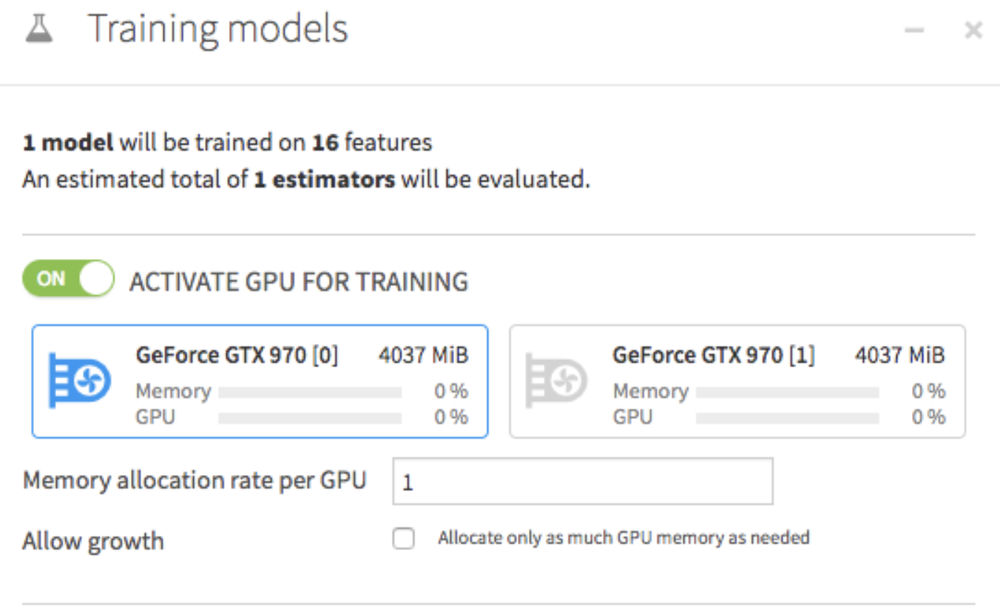 Training models
1 model will be trained on 16 features
An estimated total of 1 estimators will be evaluated.
ON ACTIVATE GPU FOR TRAINING
GeForce GTX 970 [0] 4037 MiB
Memory 0 %
GPU 0 %
GeForce GTX 970 [1] 4037 MiB
Memory 0 %
GPU 0 %
Memory allocation rate per GPU 1
Allow growth Allocate only as much GPU memory as needed